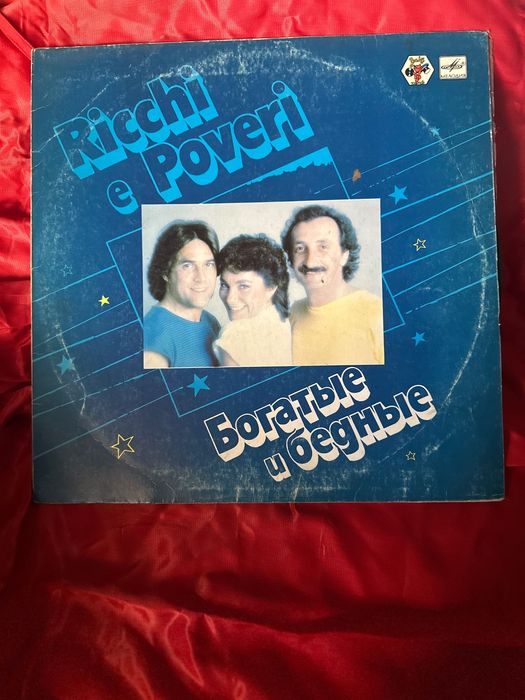 Ricchi
e Poveri
МЕЛОДИЯ
Богатые
и бедные